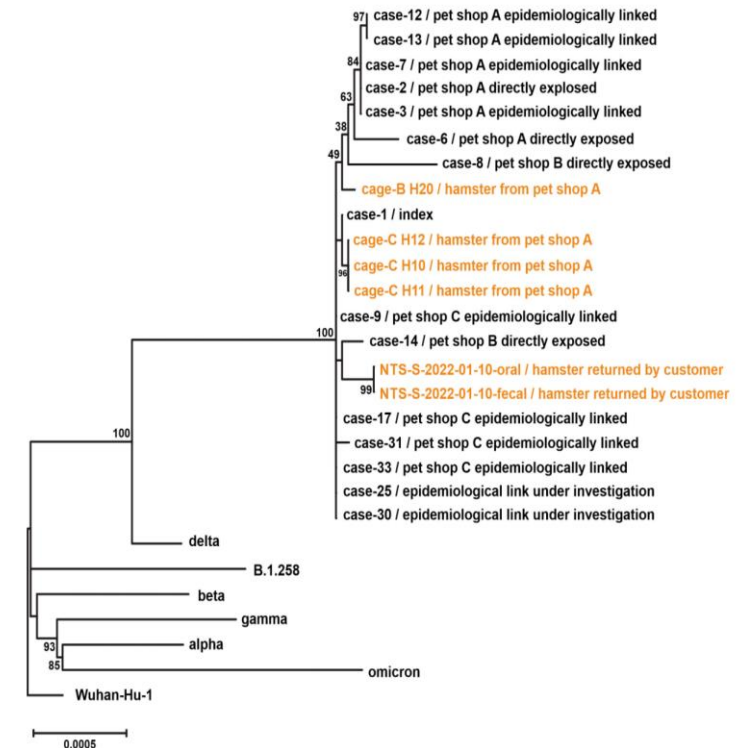 97
case-12 / pet shop A epidemiologically linked
case-13 / pet shop A epidemiologically linked
84
case-7 / pet shop A epidemiologically linked
case-2 / pet shop A directly explosed
63
case-3 / pet shop A epidemiologically linked
38
case-6 / pet shop A directly exposed
49
case-8 / pet shop B directly exposed
cage-B H20 / hamster from pet shop A
case-1 / index
cage-C H12 / hamster from pet shop A
cage-C H10 / hasmter from pet shop A
96
cage-C H11 / hamster from pet shop A
case-9 / pet shop C epidemiologically linked
100
case-14 / pet shop B directly exposed
NTS-S-2022-01-10-oral / hamster returned by customer
99
NTS-S-2022-01-10-fecal / hamster returned by customer
case-17 / pet shop C epidemiologically linked
100
case-31 / pet shop C epidemiologically linked
case-33 / pet shop C epidemiologically linked
case-25 / epidemiological link under investigation
case-30 / epidemiological link under investigation
delta
B.1.258
beta
gamma
93
alpha
85
omicron
Wuhan-Hu-1
0.0005